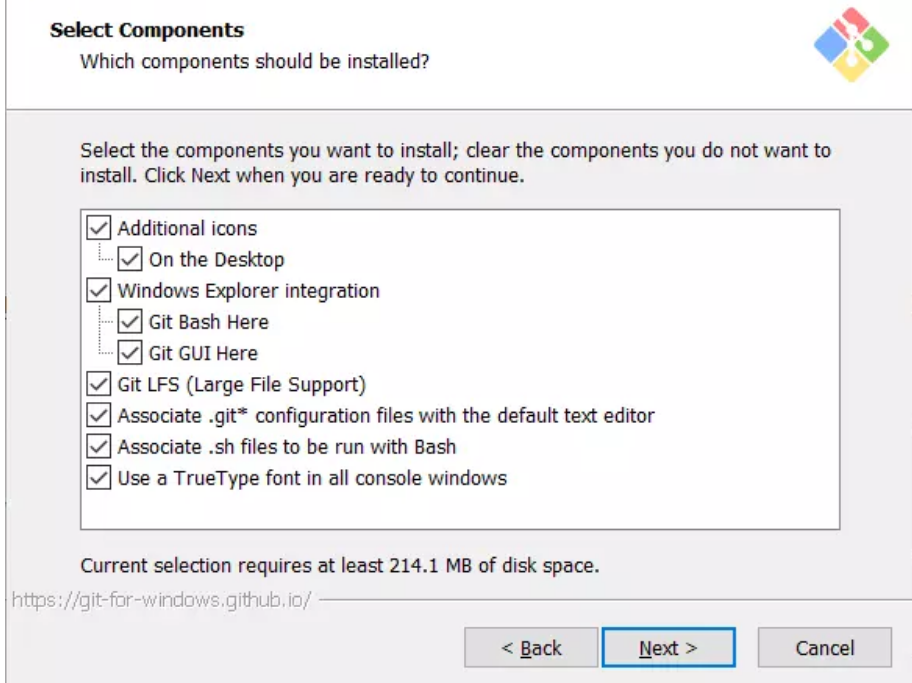 Select Components
Which components should be installed?
Select the components you want to install; clear the components you do not want to
install. Click Next when you are ready to continue.
Additional icons
On the Desktop
Windows Explorer integration
Git Bash Here
Git GUI Here
Git LFS (Large File Support)
Associate .git* configuration files with the default text editor
Associate .sh files to be run with Bash
Use a TrueType font in all console windows
Current selection requires at least 214.1 MB of disk space.
https://git-for-windows.github.io/
< Back Next > Cancel